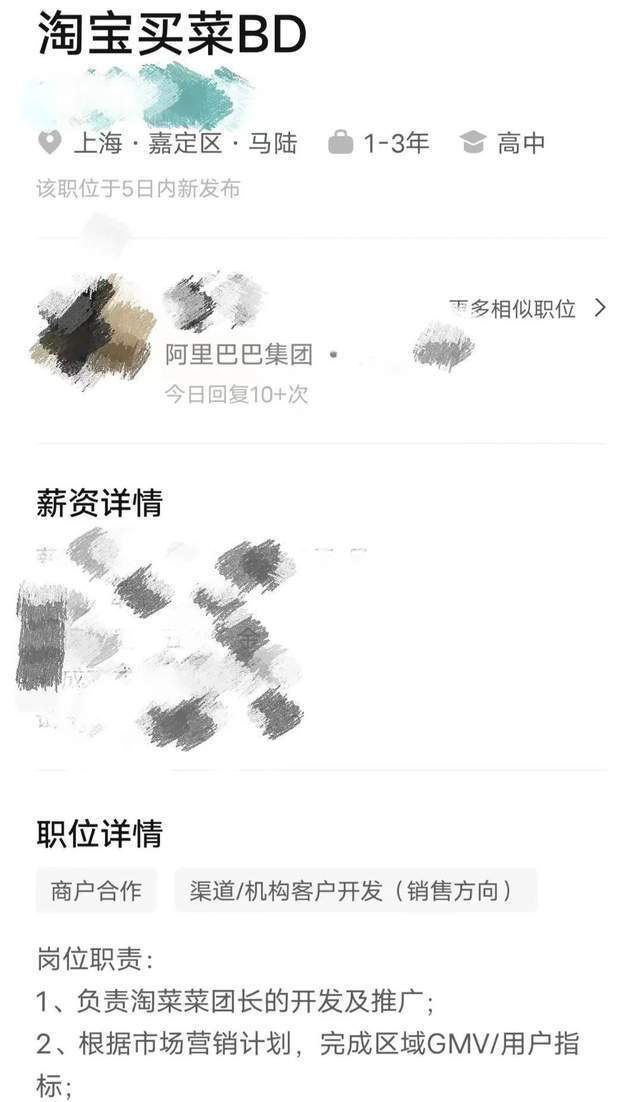 淘宝买菜BD
上海·嘉定区·马陆 1-3年 高中
该职位于5日内新发布
更多相似职位
阿里巴巴集团
今日回复10+次
薪资详情
金
职位详情
商户合作 渠道/机构客户开发（销售方向）
岗位职责：
1、负责淘菜菜团长的开发及推广；
2、根据市场营销计划，完成区域GMV/用户指
标；